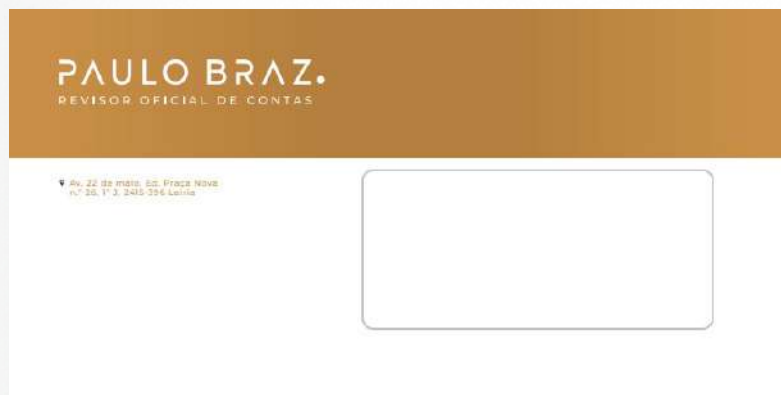 PAULO BRAZ.
REVISOR OFICIAL DE CONTAS
Av. 22 de maio, Ed. Praça Nova
n.º 26, 1º J, 2415-396 Leiria